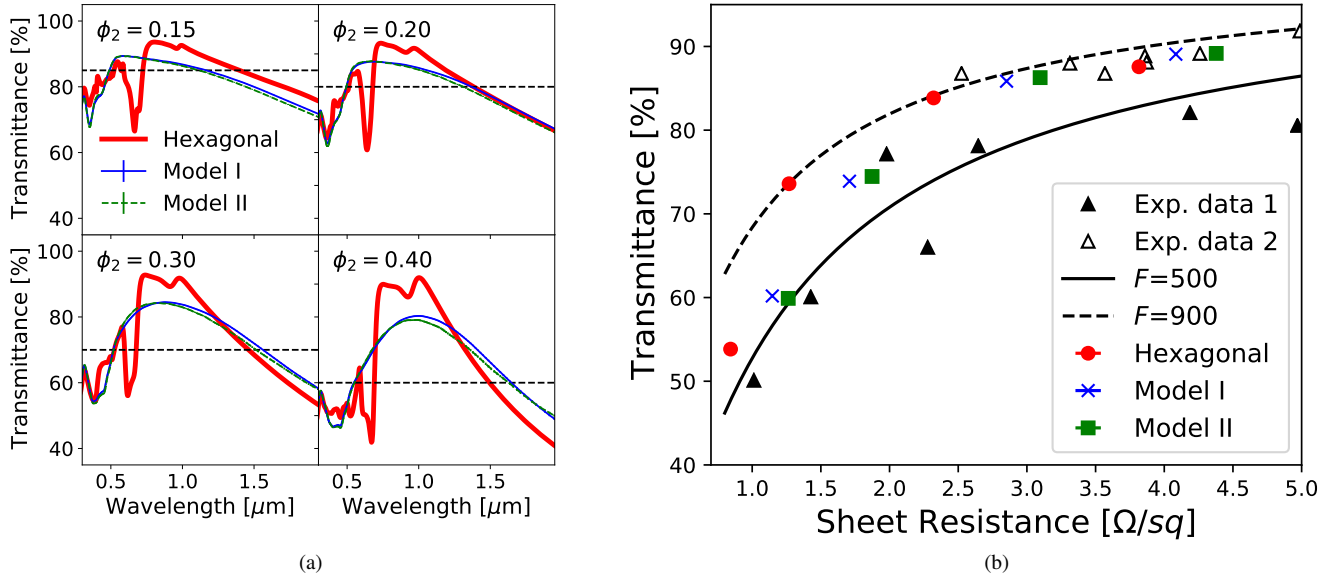 ϕ2 = 0.15
ϕ2 = 0.20
Transmittance [%]
100
80
60
40
Hexagonal
Model I
Model II
ϕ2 = 0.30
ϕ2 = 0.40
Transmittance [%]
100
80
60
40
0.5 1.0 1.5 0.5 1.0 1.5
Wavelength [μm] Wavelength [μm]
(a)
Transmittance [%]
90
80
70
60
50
40
Exp. data 1
Exp. data 2
F=500
F=900
Hexagonal
Model I
Model II
1.0 1.5 2.0 2.5 3.0 3.5 4.0 4.5 5.0
Sheet Resistance [Ω/sq]
(b)